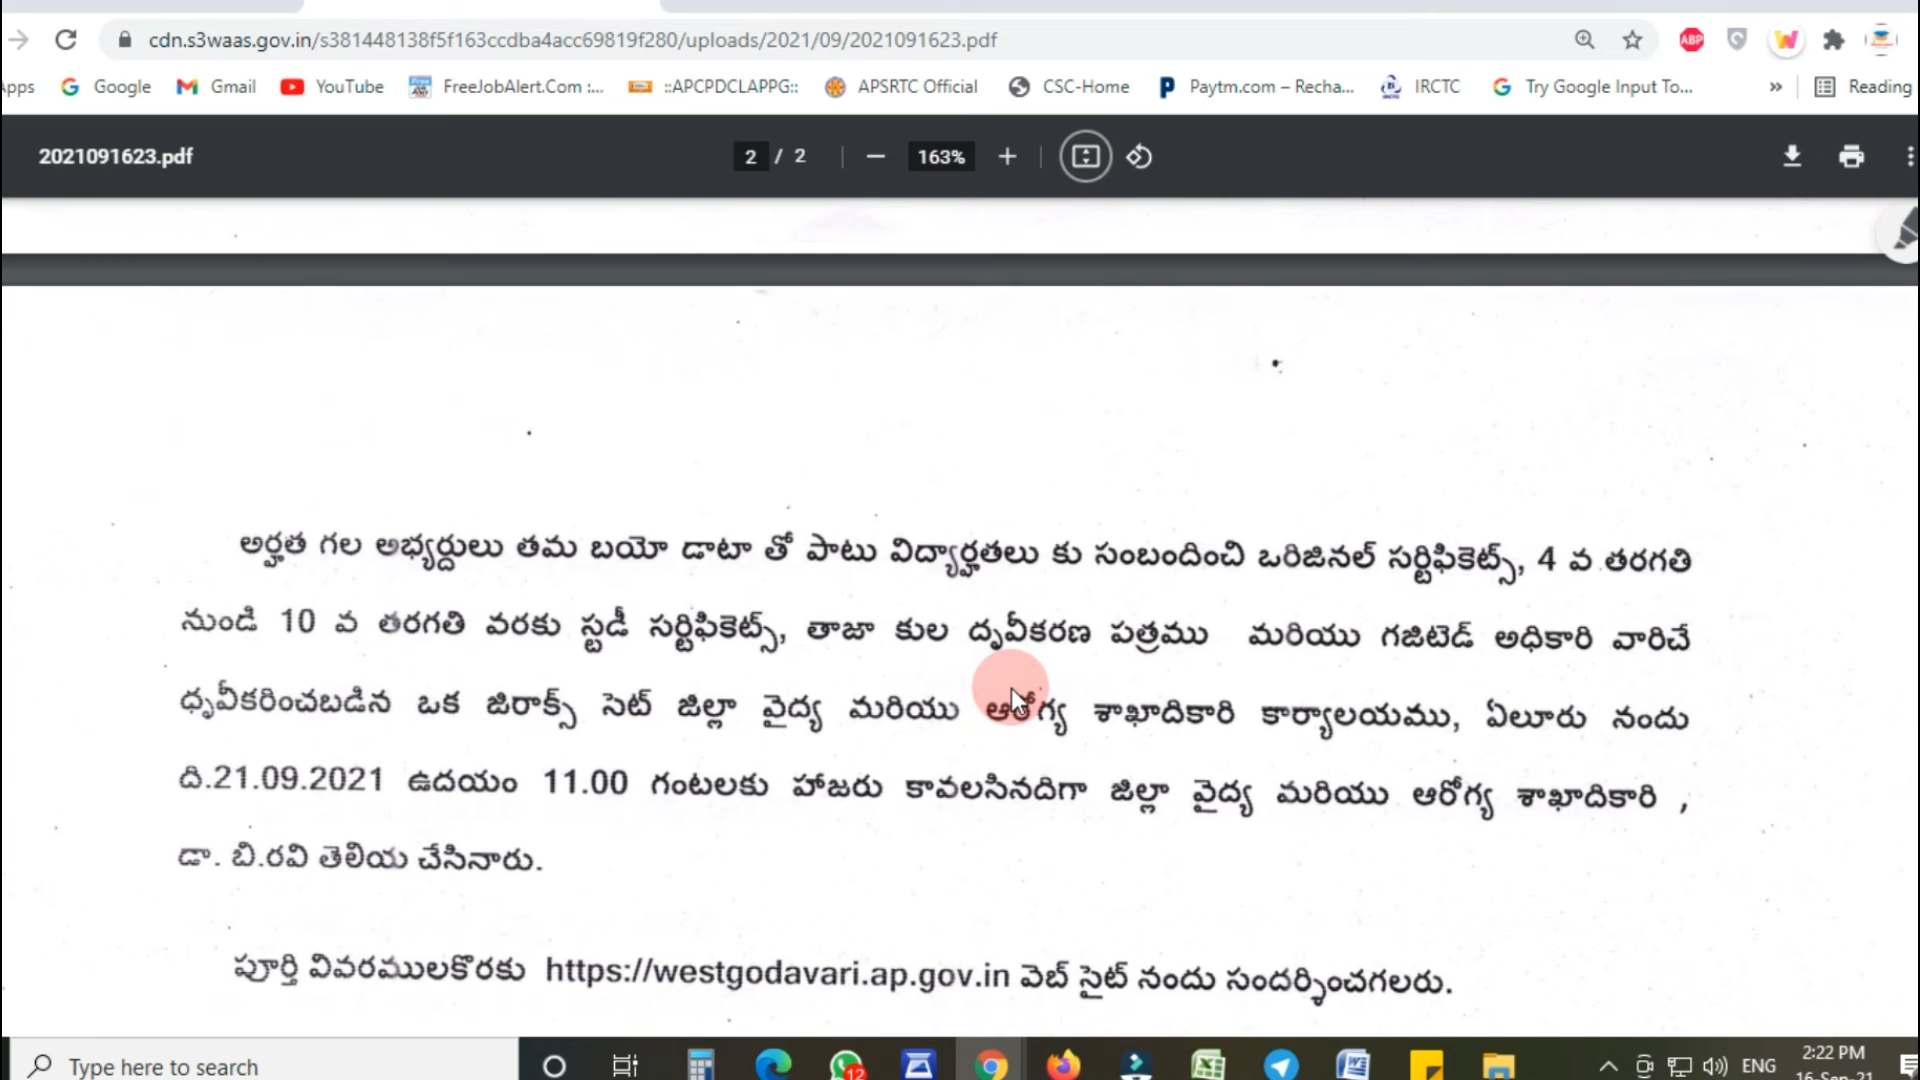 cdn.s3waas.gov.in/s381448138f5f163ccdba4acc69819f280/uploads/2021/09/2021091623.pdf
ABP
Google Gmail YouTube FreeJobAlert.Com :... ::APCPDCLAPPG:: APSRTC Official CSC-Home Paytm.com – Recha... IRCTC Try Google Input To... » Reading
2021091623.pdf 2 / 2 163%
అర్హత గల అభ్యర్దులు తమ బయో డాటా తో పాటు విద్యార్హతలు కు సంబందించి ఒరిజినల్ సర్టిఫికెట్స్, 4 వ తరగతి
నుండి 10 వ తరగతి వరకు స్టడీ సర్టిఫికెట్స్, తాజా కుల దృవీకరణ పత్రము మరియు గజిటెడ్ అధికారి వారిచే
ధృవీకరించబడిన ఒక జిరాక్స్ సెట్ జిల్లా వైద్య మరియు ఆరోగ్య శాఖాదికారి కార్యాలయము, ఏలూరు నందు
ది.21.09.2021 ఉదయం 11.00 గంటలకు హాజరు కావలసినదిగా జిల్లా వైద్య మరియు ఆరోగ్య శాఖాదికారి ,
డా. బి.రవి తెలియ చేసినారు.
పూర్తి వివరములకొరకు https://westgodavari.ap.gov.in వెబ్ సైట్ నందు సందర్శించగలరు.
Type here to search 12 ENG 2:22 PM
16-Sep-21